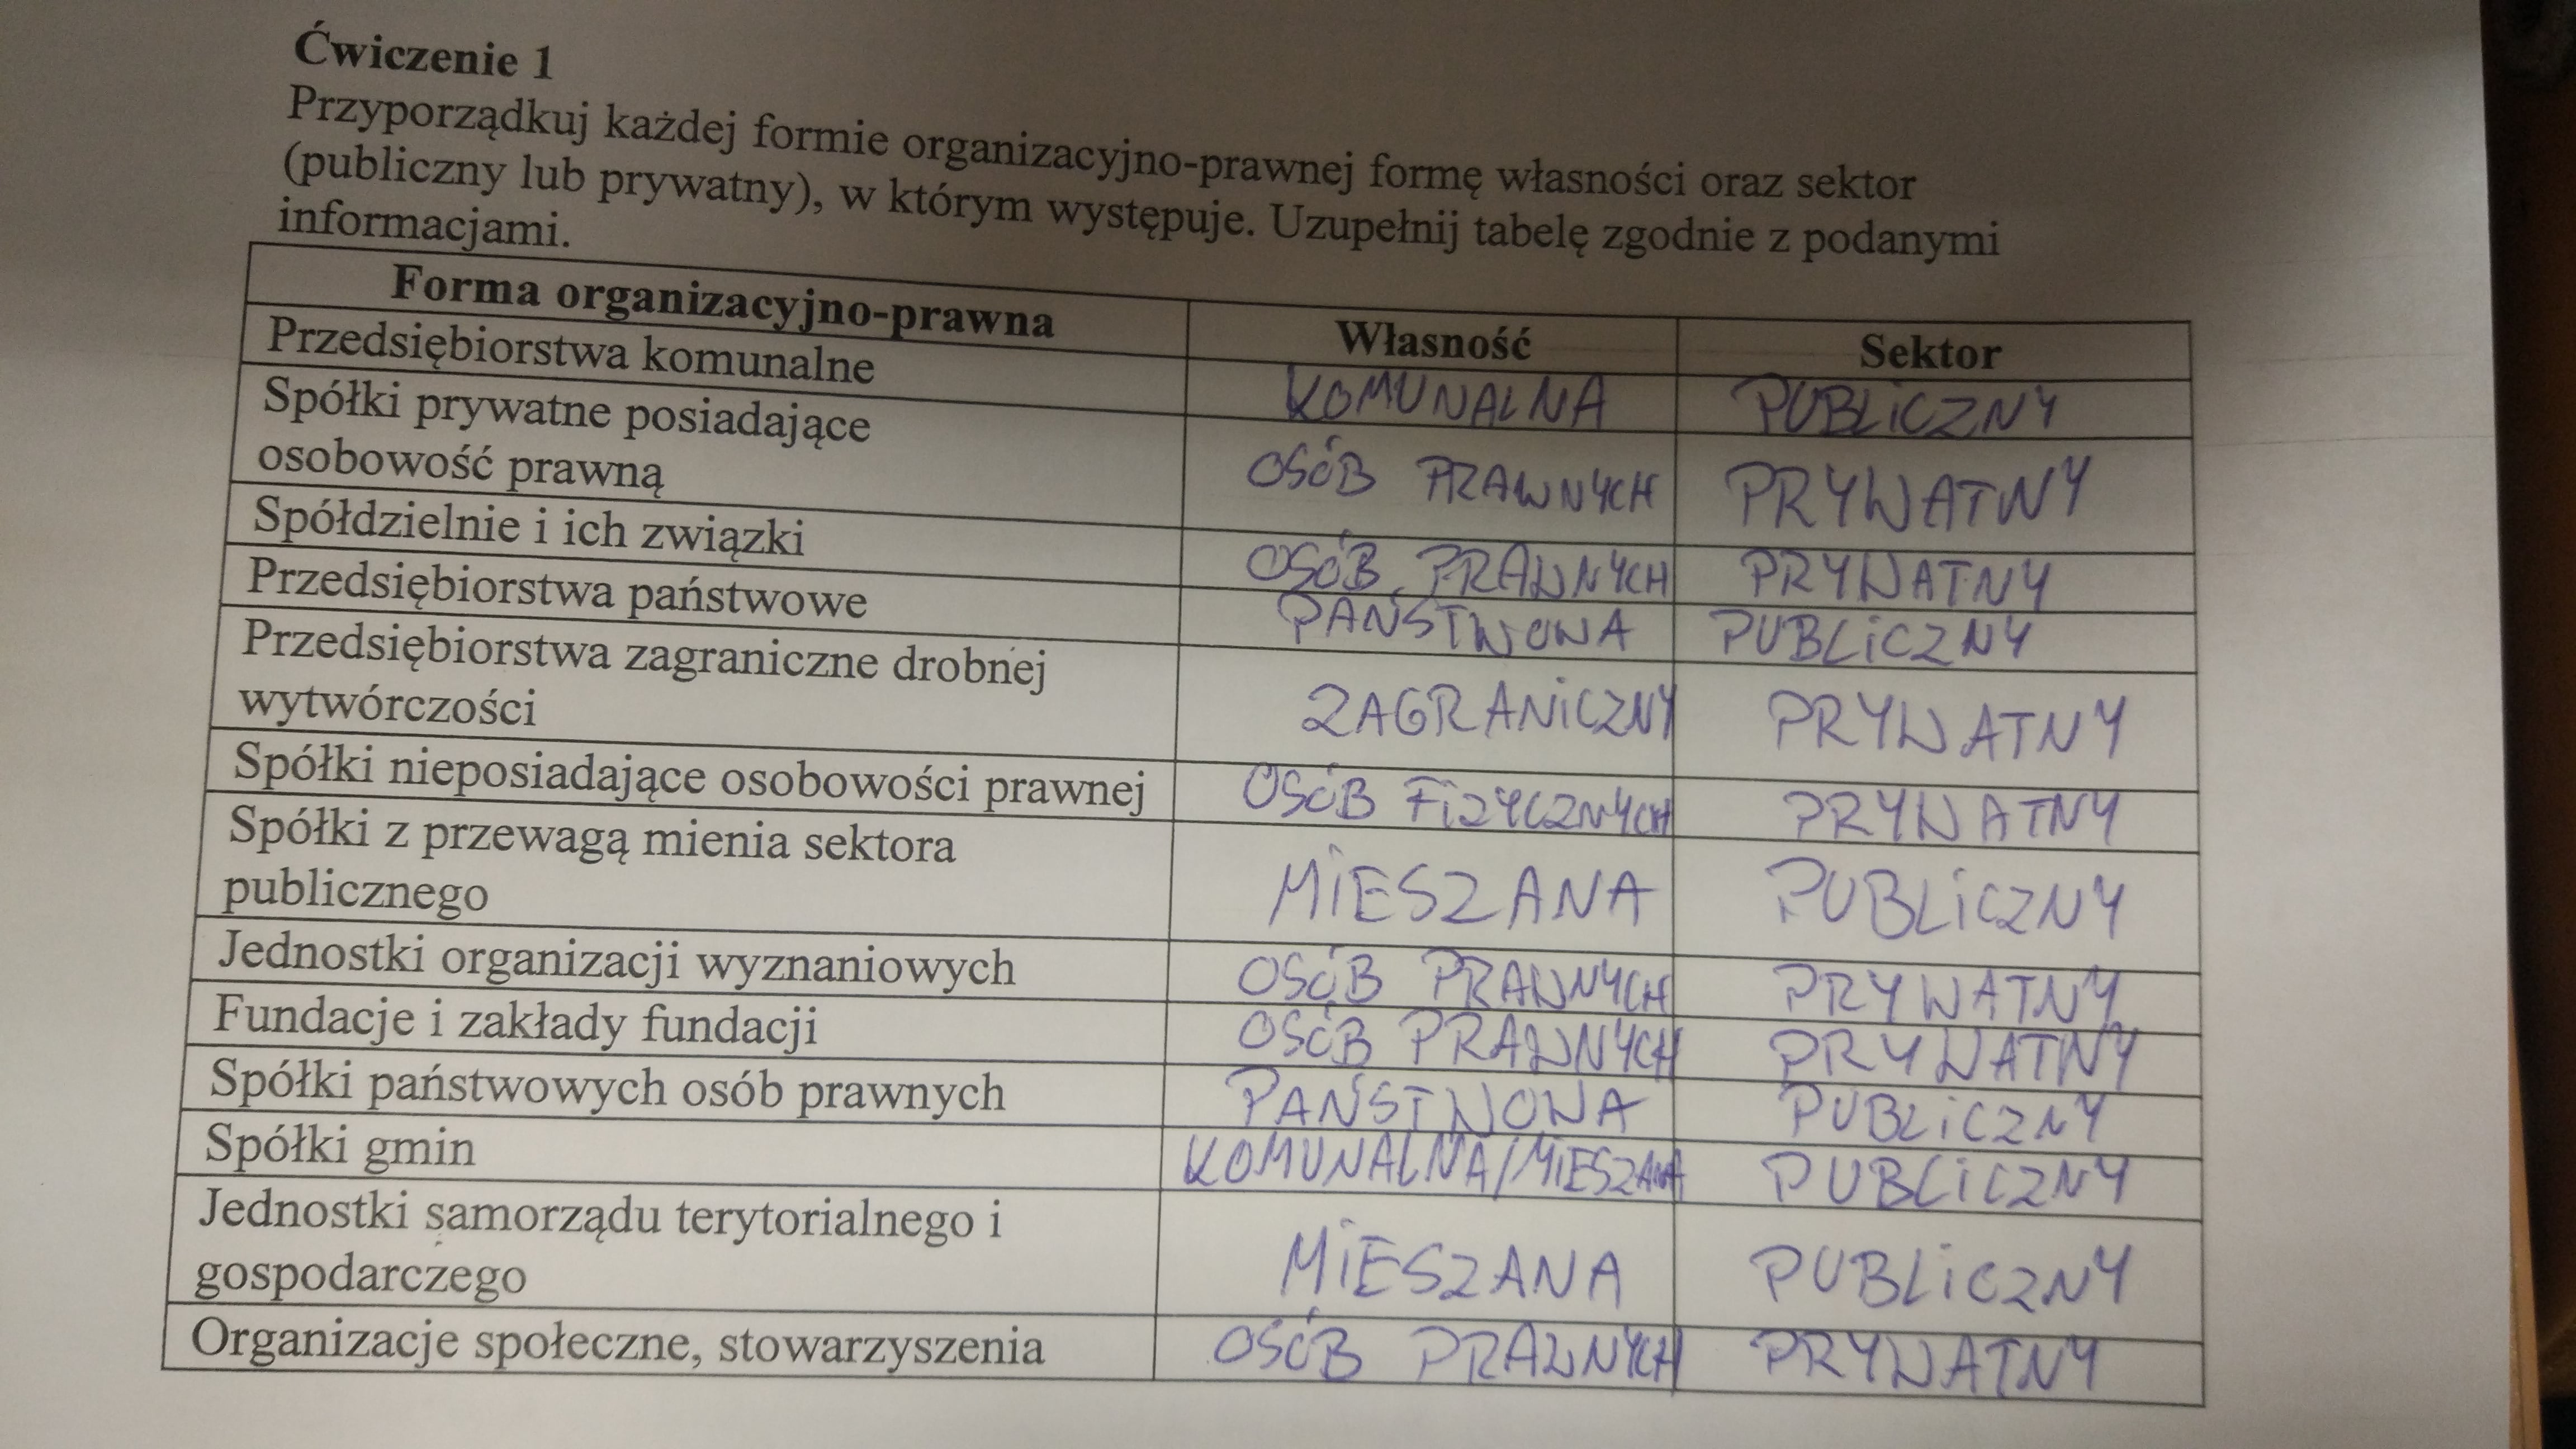 Ćwiczenie 1
Przyporządkuj każdej formie organizacyjno-prawnej formę własności oraz sektor
(publiczny lub prywatny), w którym występuje. Uzupełnij tabelę zgodnie z podanymi
informacjami.
Forma organizacyjno-prawna Własność Sektor
Przedsiębiorstwa komunalne KOMUNALNA PUBLICZNY
Spółki prywatne posiadające
osobowość prawną OSÓB PRAWNYCH PRYWATNY
Spółdzielnie i ich związki OSÓB PRAWNYCH PRYWATNY
Przedsiębiorstwa państwowe PAŃSTWOWA PUBLICZNY
Przedsiębiorstwa zagraniczne drobnej
wytwórczości ZAGRANICZNY PRYWATNY
Spółki nieposiadające osobowości prawnej OSÓB FIZYCZNYCH PRYWATNY
Spółki z przewagą mienia sektora
publicznego MIESZANA PUBLICZNY
Jednostki organizacji wyznaniowych OSÓB PRAWNYCH PRYWATNY
Fundacje i zakłady fundacji OSÓB PRAWNYCH PRYWATNY
Spółki państwowych osób prawnych PAŃSTWOWA PUBLICZNY
Spółki gmin KOMUNALNA/MIESZANA PUBLICZNY
Jednostki samorządu terytorialnego i
gospodarczego MIESZANA PUBLICZNY
Organizacje społeczne, stowarzyszenia OSÓB PRAWNYCH PRYWATNY